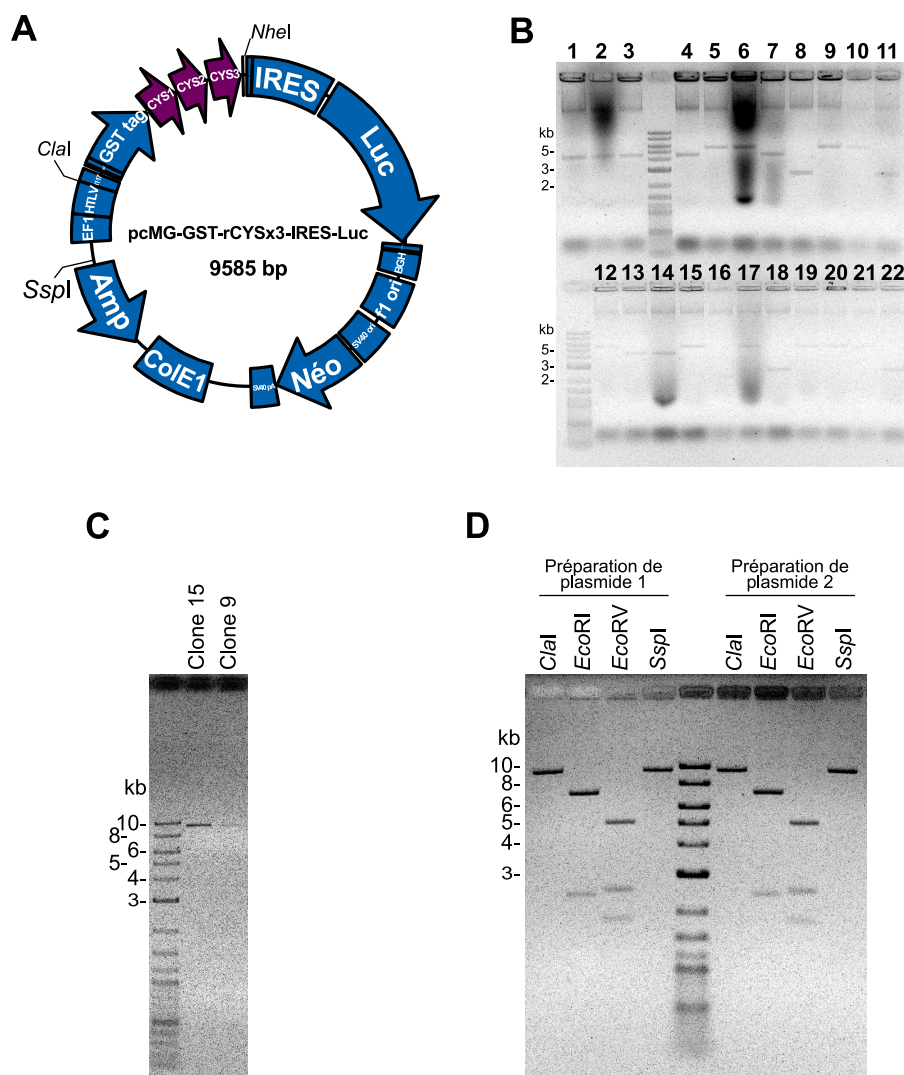 A
NheI
CYS1
CYS2
CYS3
IRES
GST tag
Luc
ClaI
HTLV
EF1
pcMG-GST-rCYSx3-IRES-Luc
9585 bp
BGH
SspI
f1 ori
Amp
SV40 ori
ColE1
Néo
SV40 pA
B
1 2 3 4 5 6 7 8 9 10 11
kb
5-
3-
2-
12 13 14 15 16 17 18 19 20 21 22
kb
5-
3-
2-
C
Clone 15
Clone 9
kb
10-
8-
6-
5-
4-
3-
D
Préparation de
plasmide 1
Préparation de
plasmide 2
ClaI
EcoRI
EcoRV
SspI
ClaI
EcoRI
EcoRV
SspI
kb
10-
8-
6-
5-
4-
3-